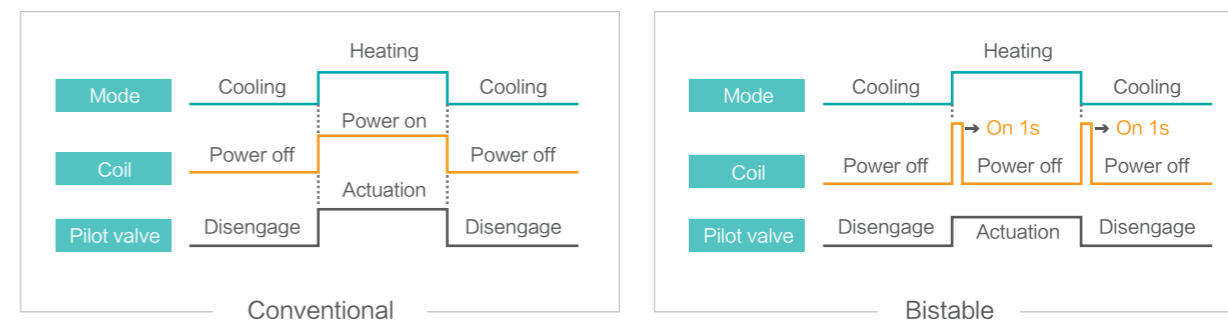 Heating
Mode
Cooling
Cooling
Power on
Coil
Power off
Power off
Actuation
Pilot valve
Disengage
Disengage
Conventional
Heating
Mode
Cooling
Cooling
→ On 1s
→ On 1s
Coil
Power off
Power off
Power off
Pilot valve
Disengage
Actuation
Disengage
Bistable